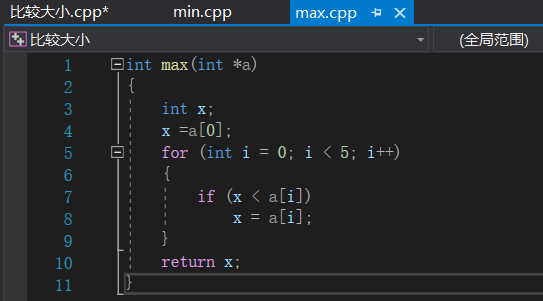 比较大小.cpp* min.cpp max.cpp
比较大小 (全局范围)
1 int max(int *a)
2 {
3 int x;
4 x =a[0];
5 for (int i = 0; i < 5; i++)
6 {
7 if (x < a[i])
8 x = a[i];
9 }
10 return x;
11 }